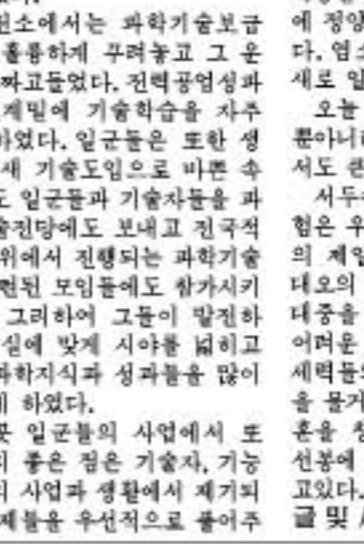 전소에서는 과학기술보급
훌륭하게 꾸려놓고 그 운
짜고들었다. 전력공업성과
제밀에 기술학습을 자주
하였다. 일군들은 또한 생
새 기술도입으로 바쁜 속
도 일군들과 기술자들을 과
술전당에도 보내고 전국적
위에서 진행되는 과학기술
련된 모임들에도 참가시키
그리하여 그들이 발전하
실에 맞게 시야를 넓히고
과학지식과 성과들을 많이
게 하였다.
곳 일군들의 사업에서 또
지 좋은 점은 기술자, 기능
의 사업과 생활에서 제기되
제들을 우선적으로 풀어주
에 정양
다. 염소
새로 일
오늘
뿐아니라
서도 큰
서두
험은 우
의 제일
대오의
대중을
어려운
세력들의
을 물거
혼을 창
선봉에
고있다.
글 및